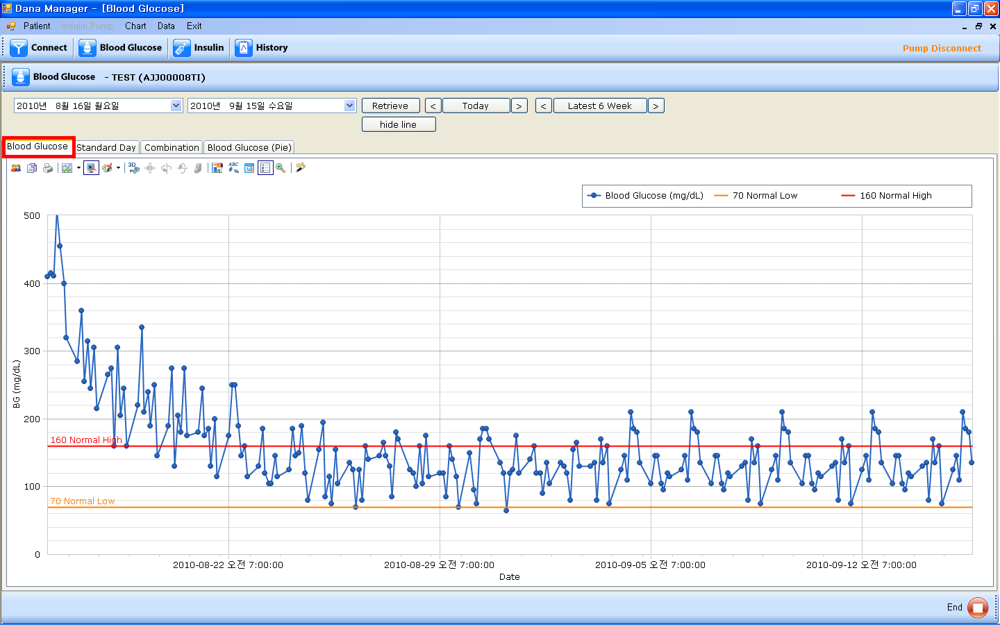 Dana Manager - [Blood Glocose]
Patient Insulin Pump Chart Data Exit
Connect Blood Glucose Insulin History Pump Disconnect
Blood Glucose - TEST (AJJ00008TI)
2010년 8월 16일 월요일 2010년 9월 15일 수요일 Retrieve < Today > < Latest 6 Week >
hide line
Blood Glucose Standard Day Combination Blood Glucose (Pie)
3D ABC #%
Blood Glucose (mg/dL) 70 Normal Low 160 Normal High
500
400
300
200
160 Normal High
100
70 Normal Low
0
BG (mg/dL)
2010-08-22 오전 7:00:00 2010-08-29 오전 7:00:00 2010-09-05 오전 7:00:00 2010-09-12 오전 7:00:00
Date
End